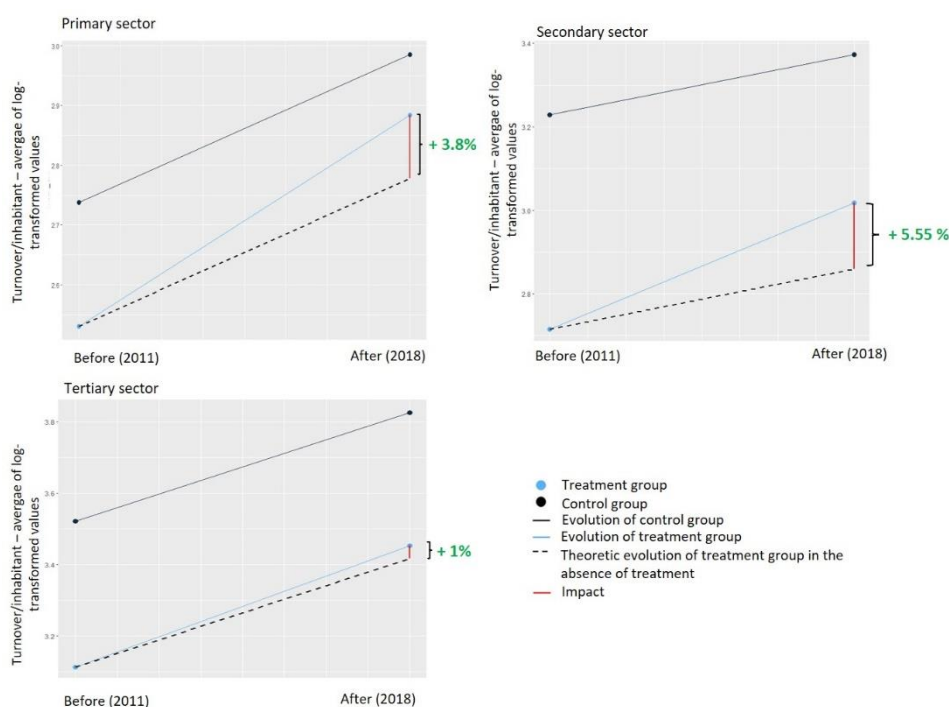 Primary sector
Turnover/inhabitant – avergae of log-
transformed values
3.0
2.9
2.8
2.7
2.6
+ 3.8%
Before (2011)
After (2018)
Secondary sector
Turnover/inhabitant – avergae of log-
transformed values
3.4
3.2
3.0
2.8
+ 5.55 %
Before (2011)
After (2018)
Tertiary sector
Turnover/inhabitant – avergae of log-
transformed values
3.8
3.6
3.4
3.2
+ 1%
Before (2011)
After (2018)
Treatment group
Control group
Evolution of control group
Evolution of treatment group
Theoretic evolution of treatment group in the
absence of treatment
Impact